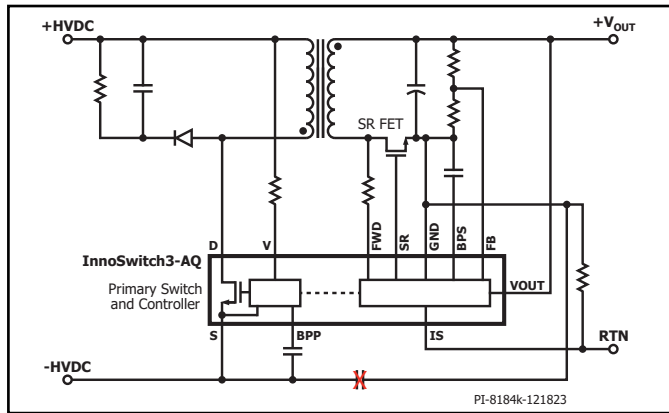 +HVDC
+VOUT
SR FET
D
V
FWD
SR
GND
BPS
FB
InnoSwitch3-AQ
Primary Switch
and Controller
VOUT
S
BPP
IS
RTN
-HVDC
PI-8184k-121823